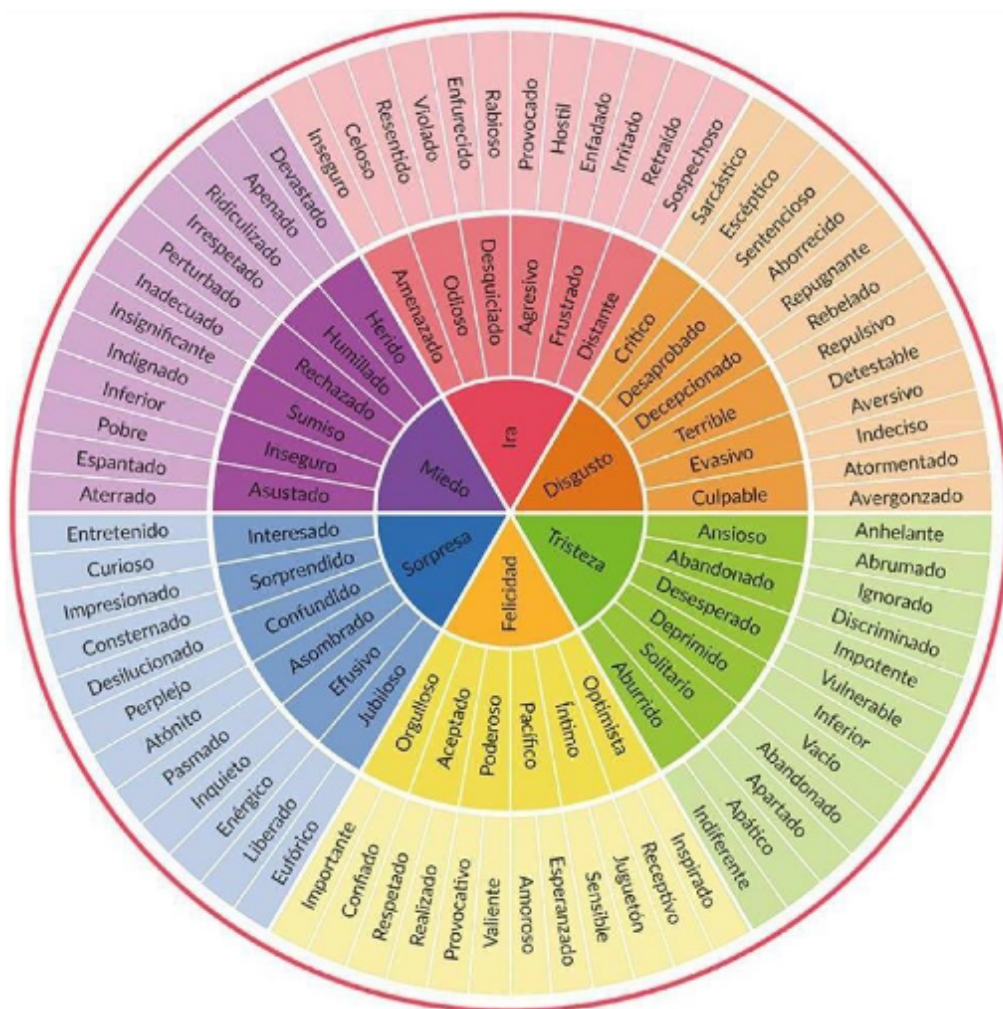 Ira
Disgusto
Tristeza
Felicidad
Sorpresa
Miedo
Amenazado
Odioso
Desquiciado
Agresivo
Frustrado
Distante
Crítico
Desaprobado
Decepcionado
Terrible
Evasivo
Culpable
Ansioso
Abandonado
Desesperado
Deprimido
Solitario
Aburrido
Optimista
Íntimo
Pacífico
Poderoso
Aceptado
Orgulloso
Jubiloso
Efusivo
Asombrado
Confundido
Sorprendido
Interesado
Asustado
Inseguro
Sumiso
Rechazado
Humillado
Herido
Inseguro
Celoso
Resentido
Violado
Enfurecido
Rabioso
Provocado
Hostil
Enfadado
Irritado
Retraído
Sospechoso
Sarcástico
Escéptico
Sentencioso
Aborrecido
Repugnante
Rebelado
Repulsivo
Detestable
Aversivo
Indeciso
Atormentado
Avergonzado
Anhelante
Abrumado
Ignorado
Discriminado
Impotente
Vulnerable
Inferior
Vacío
Abandonado
Apartado
Apático
Indiferente
Inspirado
Receptivo
Juguetón
Sensible
Esperanzado
Amoroso
Valiente
Provocativo
Realizado
Respetado
Confiado
Importante
Eufórico
Liberado
Enérgico
Inquieto
Pasmado
Atónito
Perplejo
Desilucionado
Consternado
Impresionado
Curioso
Entretenido
Aterrado
Espantado
Pobre
Inferior
Indignado
Insignificante
Inadecuado
Perturbado
Irrespetado
Ridiculizado
Apenado
Devastado